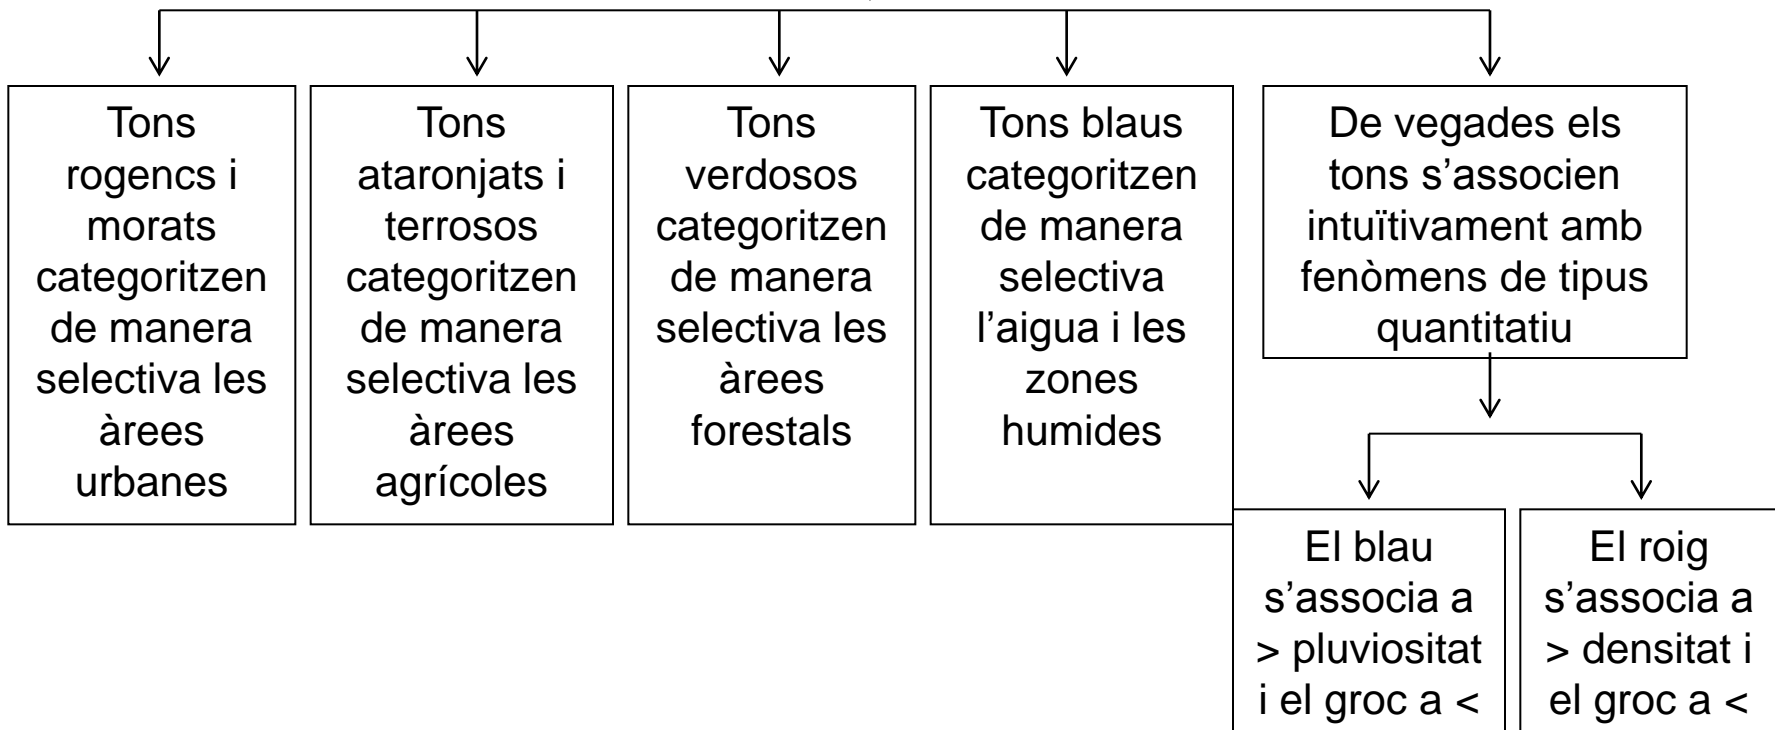 Tons
rogencs i
morats
categoritzen
de manera
selectiva les
àrees
urbanes
Tons
ataronjats i
terrosos
categoritzen
de manera
selectiva les
àrees
agrícoles
Tons
verdosos
categoritzen
de manera
selectiva les
àrees
forestals
Tons blaus
categoritzen
de manera
selectiva
l’aigua i les
zones
humides
De vegades els
tons s’associen
intuïtivament amb
fenòmens de tipus
quantitatiu
El blau
s’associa a
> pluviositat
i el groc a <
El roig
s’associa a
> densitat i
el groc a <